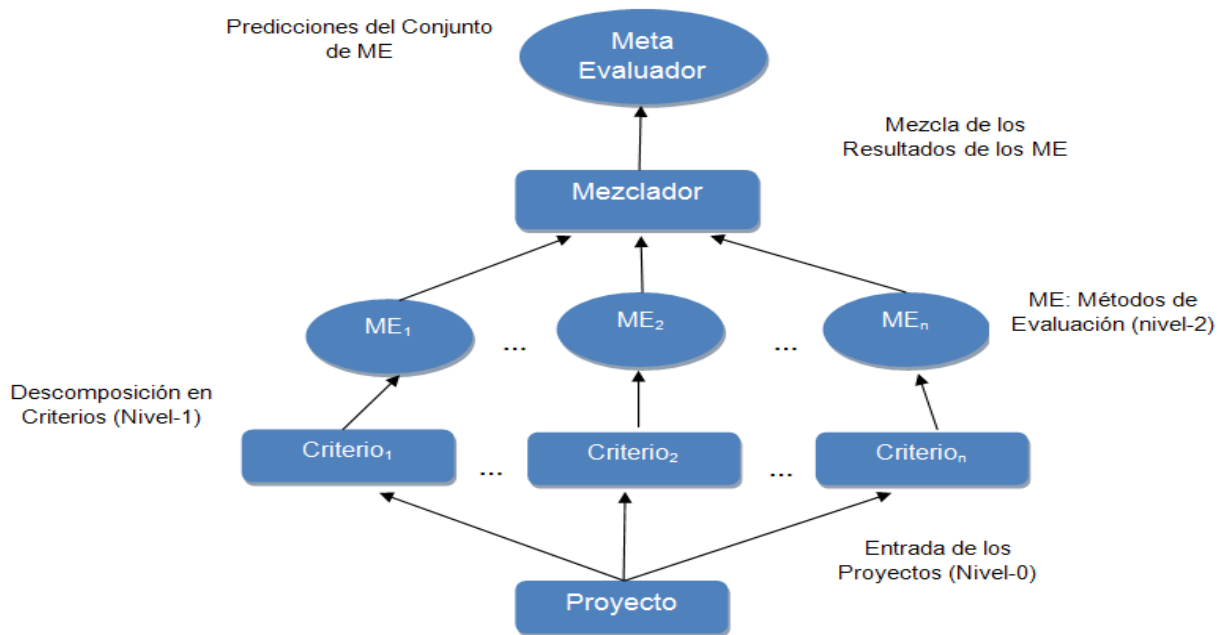 Predicciones del Conjunto
de ME
Meta
Evaluador
Mezcla de los
Resultados de los ME
Mezclador
ME₁
...
ME₂
...
MEₙ
ME: Métodos de
Evaluación (nivel-2)
Descomposición en
Criterios (Nivel-1)
Criterio₁
...
Criterio₂
...
Criterioₙ
Entrada de los
Proyectos (Nivel-0)
Proyecto